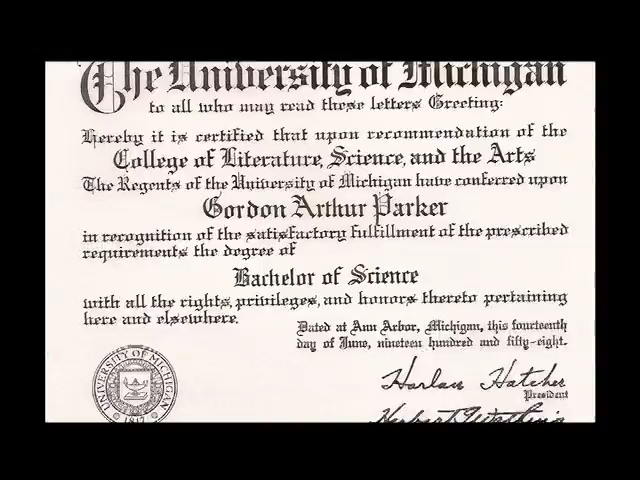 The University of Michigan
to all who may read these letters Greeting:
Hereby it is certified that upon recommendation of the
College of Literature, Science, and the Arts
The Regents of the University of Michigan have conferred upon
Gordon Arthur Parker
in recognition of the satisfactory fulfillment of the prescribed
requirements the degree of
Bachelor of Science
with all the rights, privileges, and honors thereto pertaining
here and elsewhere.
Dated at Ann Arbor, Michigan, this fourteenth
day of June, nineteen hundred and fifty-eight.
UNIVERSITY OF MICHIGAN
1817
Harlan Hatcher
President
Herbert